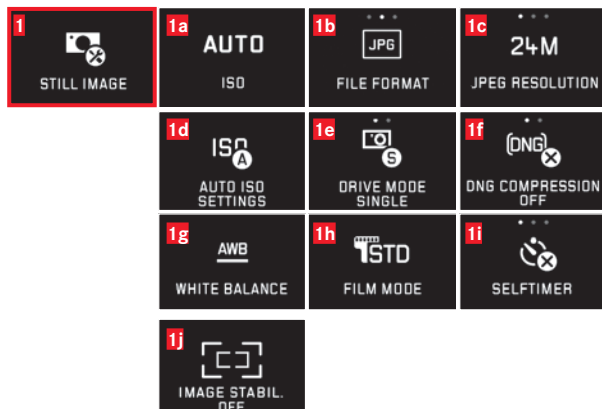 1
STILL IMAGE
1a
AUTO
ISO
1b
JPG
FILE FORMAT
1c
24M
JPEG RESOLUTION
1d
ISO
A
AUTO ISO
SETTINGS
1e
S
DRIVE MODE
SINGLE
1f
(DNG)
DNG COMPRESSION
OFF
1g
AWB
WHITE BALANCE
1h
STD
FILM MODE
1i
SELFTIMER
1j
IMAGE STABIL.
OFF